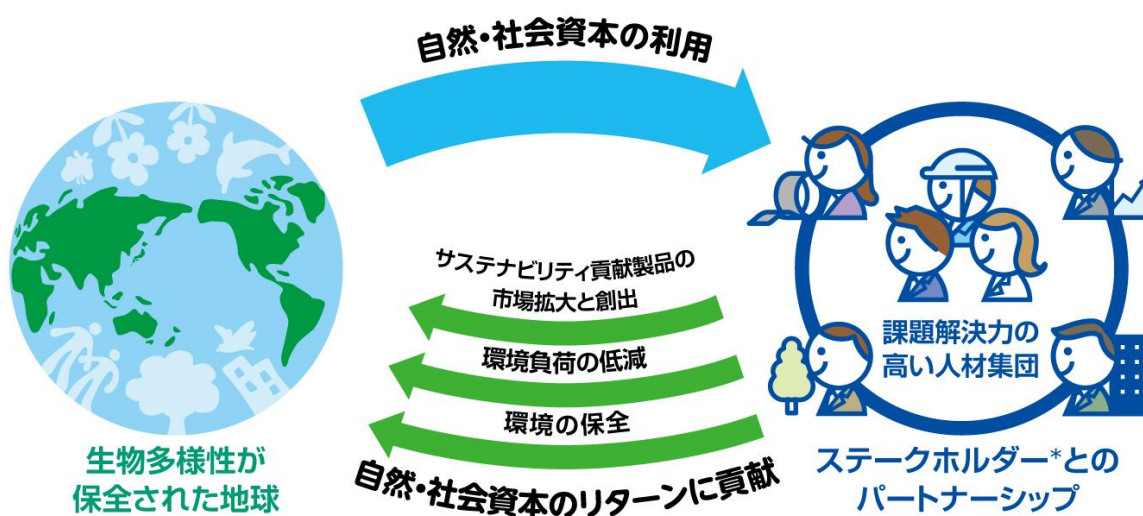 自然・社会資本の利用
サステナビリティ貢献製品の
市場拡大と創出
環境負荷の低減
環境の保全
自然・社会資本のリターンに貢献
生物多様性が
保全された地球
課題解決力の
高い人材集団
ステークホルダー*との
パートナーシップ